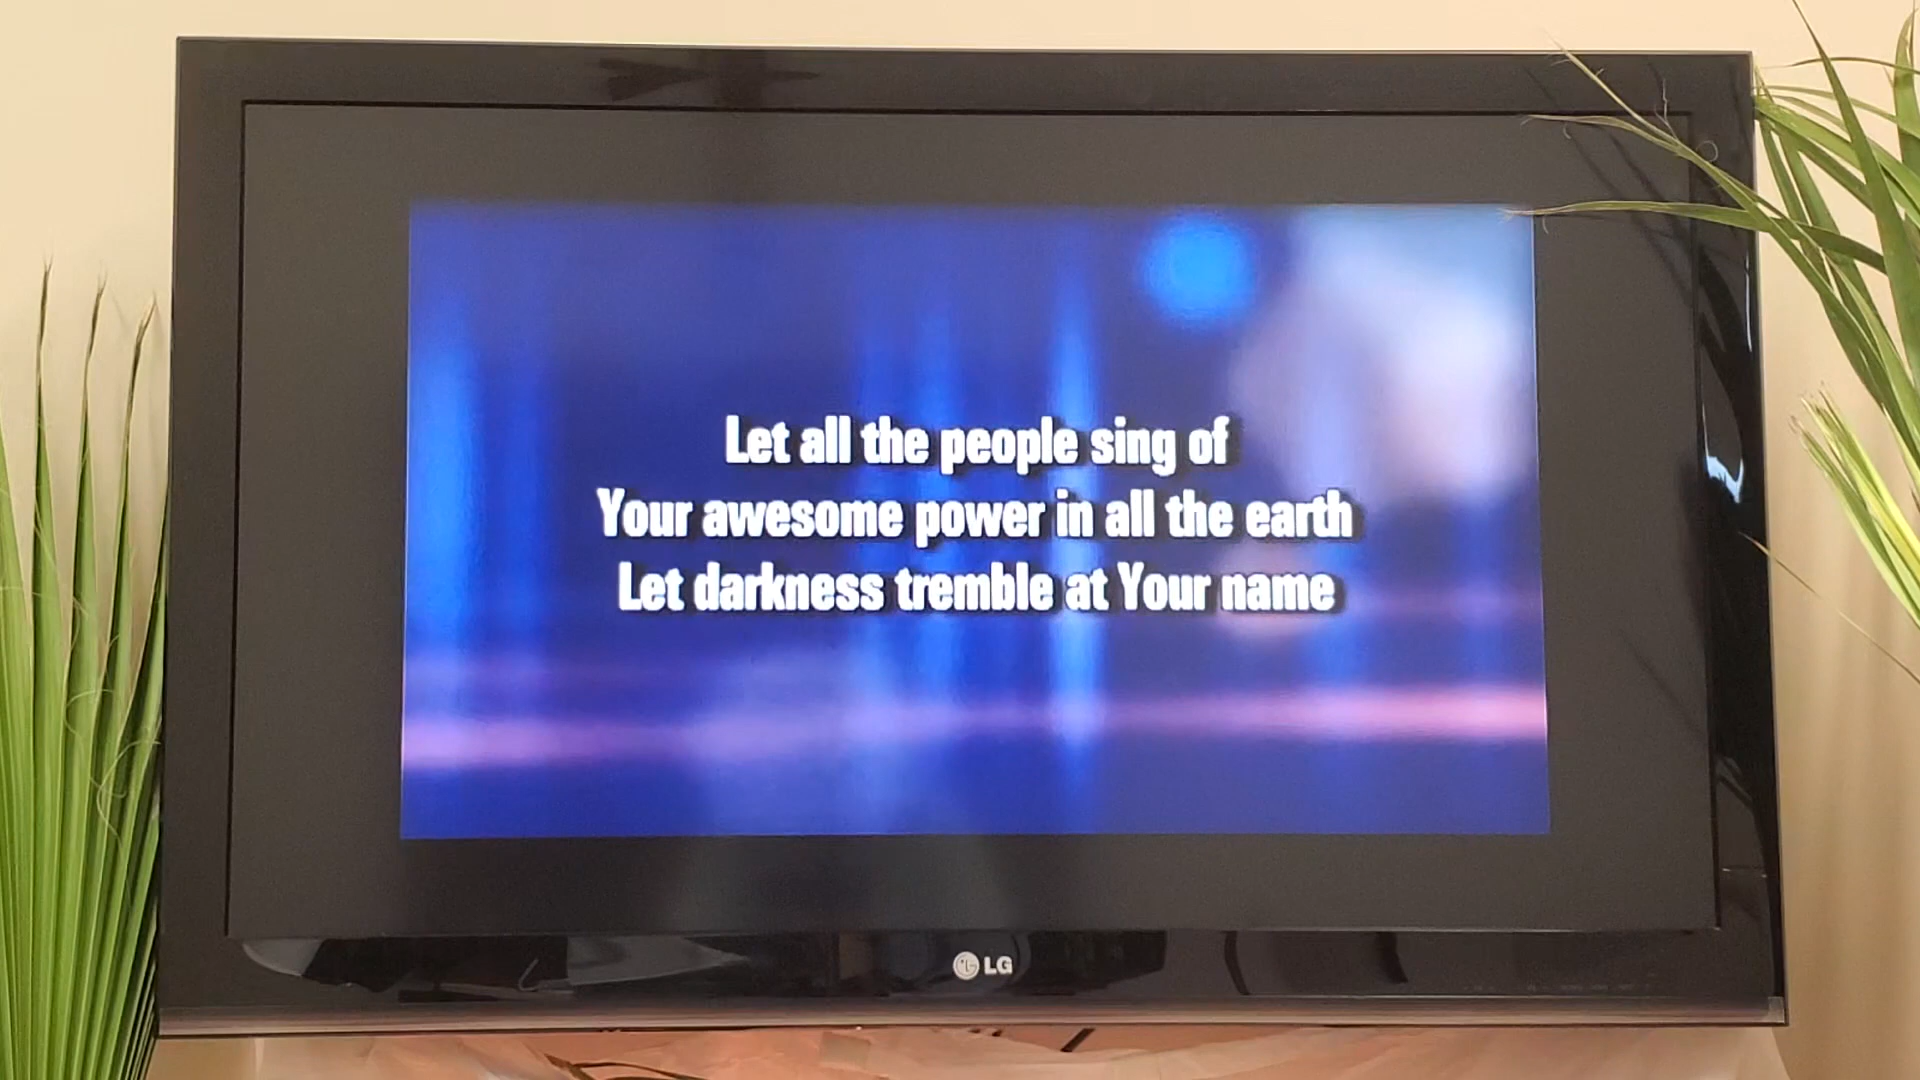 Let all the people sing of
Your awesome power in all the earth
Let darkness tremble at Your name
LG